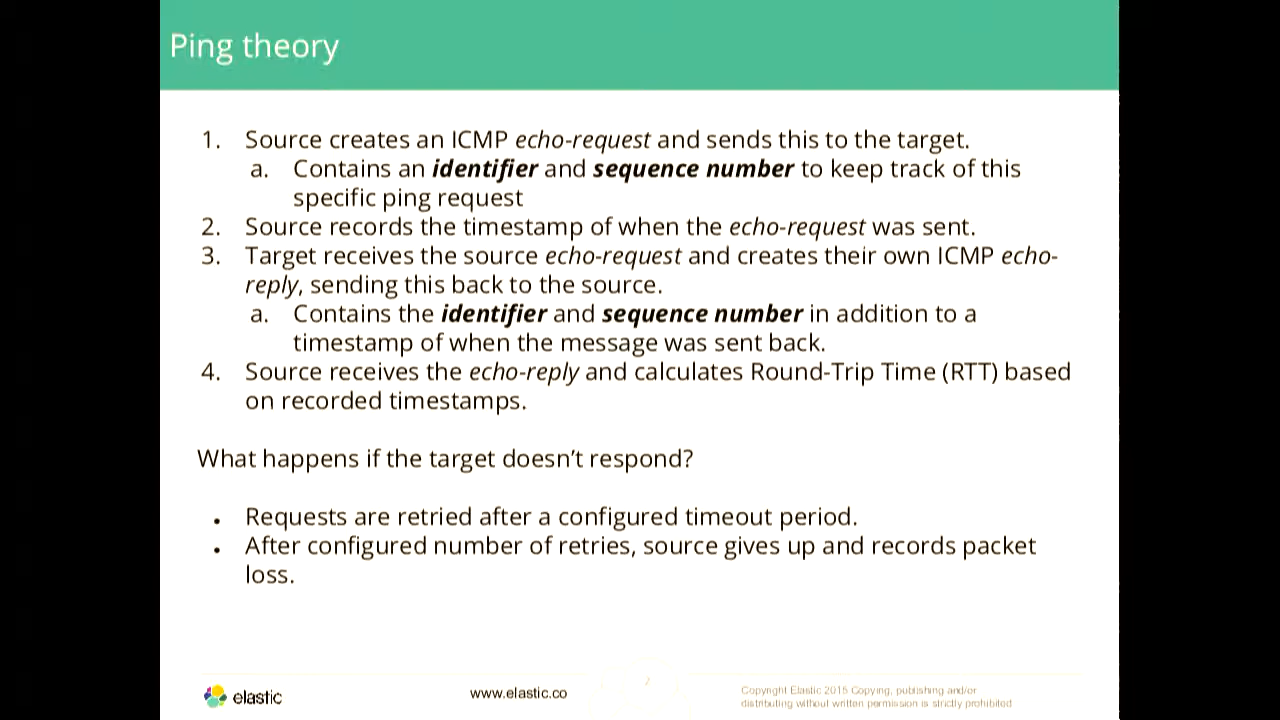 Ping theory
1. Source creates an ICMP echo-request and sends this to the target.
a. Contains an identifier and sequence number to keep track of this
specific ping request
2. Source records the timestamp of when the echo-request was sent.
3. Target receives the source echo-request and creates their own ICMP echo-
reply, sending this back to the source.
a. Contains the identifier and sequence number in addition to a
timestamp of when the message was sent back.
4. Source receives the echo-reply and calculates Round-Trip Time (RTT) based
on recorded timestamps.
What happens if the target doesn't respond?
• Requests are retried after a configured timeout period.
• After configured number of retries, source gives up and records packet
loss.
elastic
www.elastic.co
Copyright Elastic 2015 Copying, publishing and/or
distributing without written permission is strictly prohibited